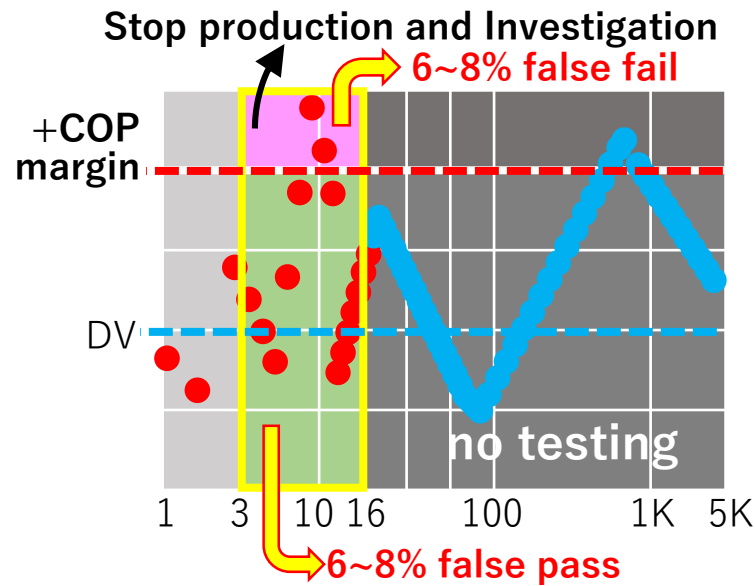 Stop production and Investigation
6~8% false fail
+COP
margin
DV
no testing
1 3 10 16 100 1K 5K
6~8% false pass